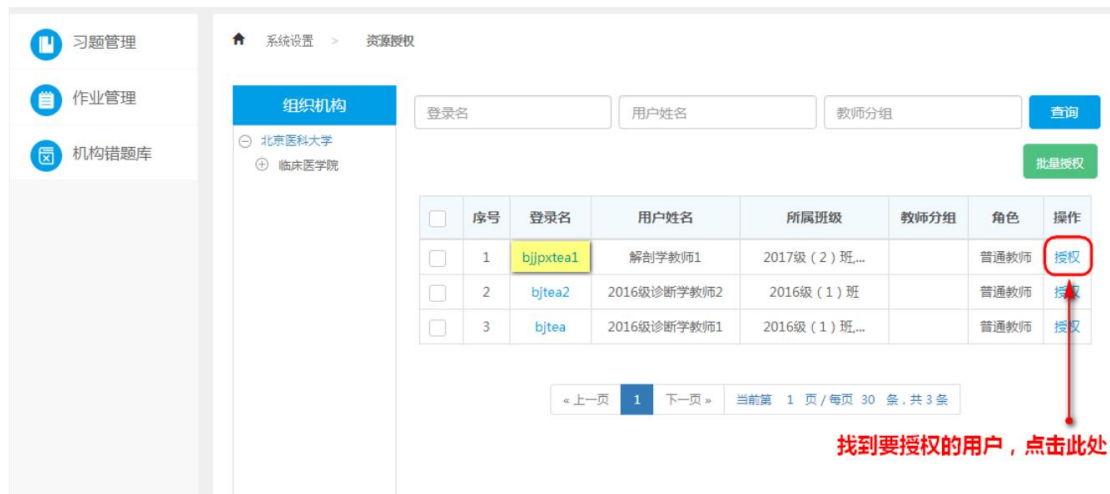 习题管理
作业管理
机构错题库
系统设置 > 资源授权
组织机构
北京医科大学
临床医学院
登录名 用户姓名 教师分组 查询
批量授权
序号 登录名 用户姓名 所属班级 教师分组 角色 操作
1 bjjpxtea1 解剖学教师1 2017级（2）班,... 普通教师 授权
2 bjtea2 2016级诊断学教师2 2016级（1）班 普通教师 授权
3 bjtea 2016级诊断学教师1 2016级（1）班,... 普通教师 授权
«上一页 1 下一页» 当前第 1 页/每页 30 条,共3条
找到要授权的用户，点击此处